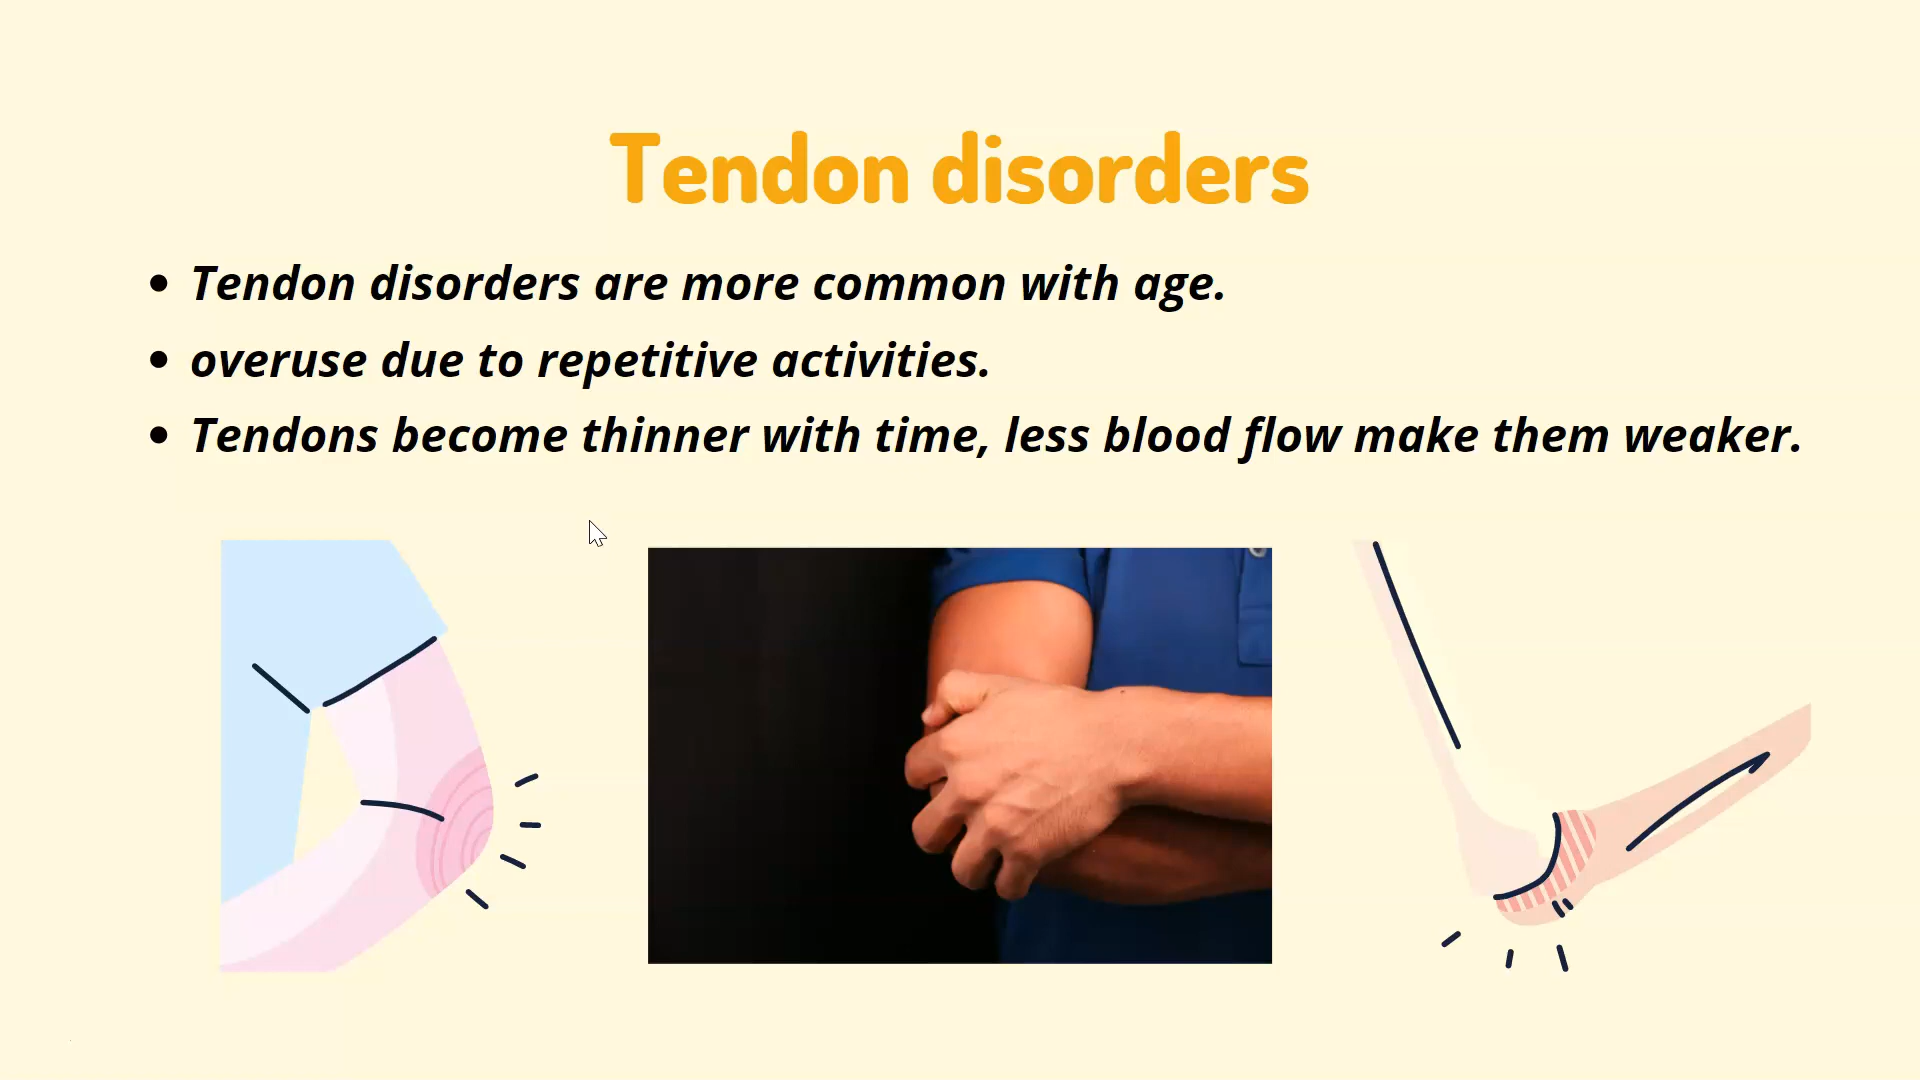 Tendon disorders
• Tendon disorders are more common with age.
• overuse due to repetitive activities.
• Tendons become thinner with time, less blood flow make them weaker.